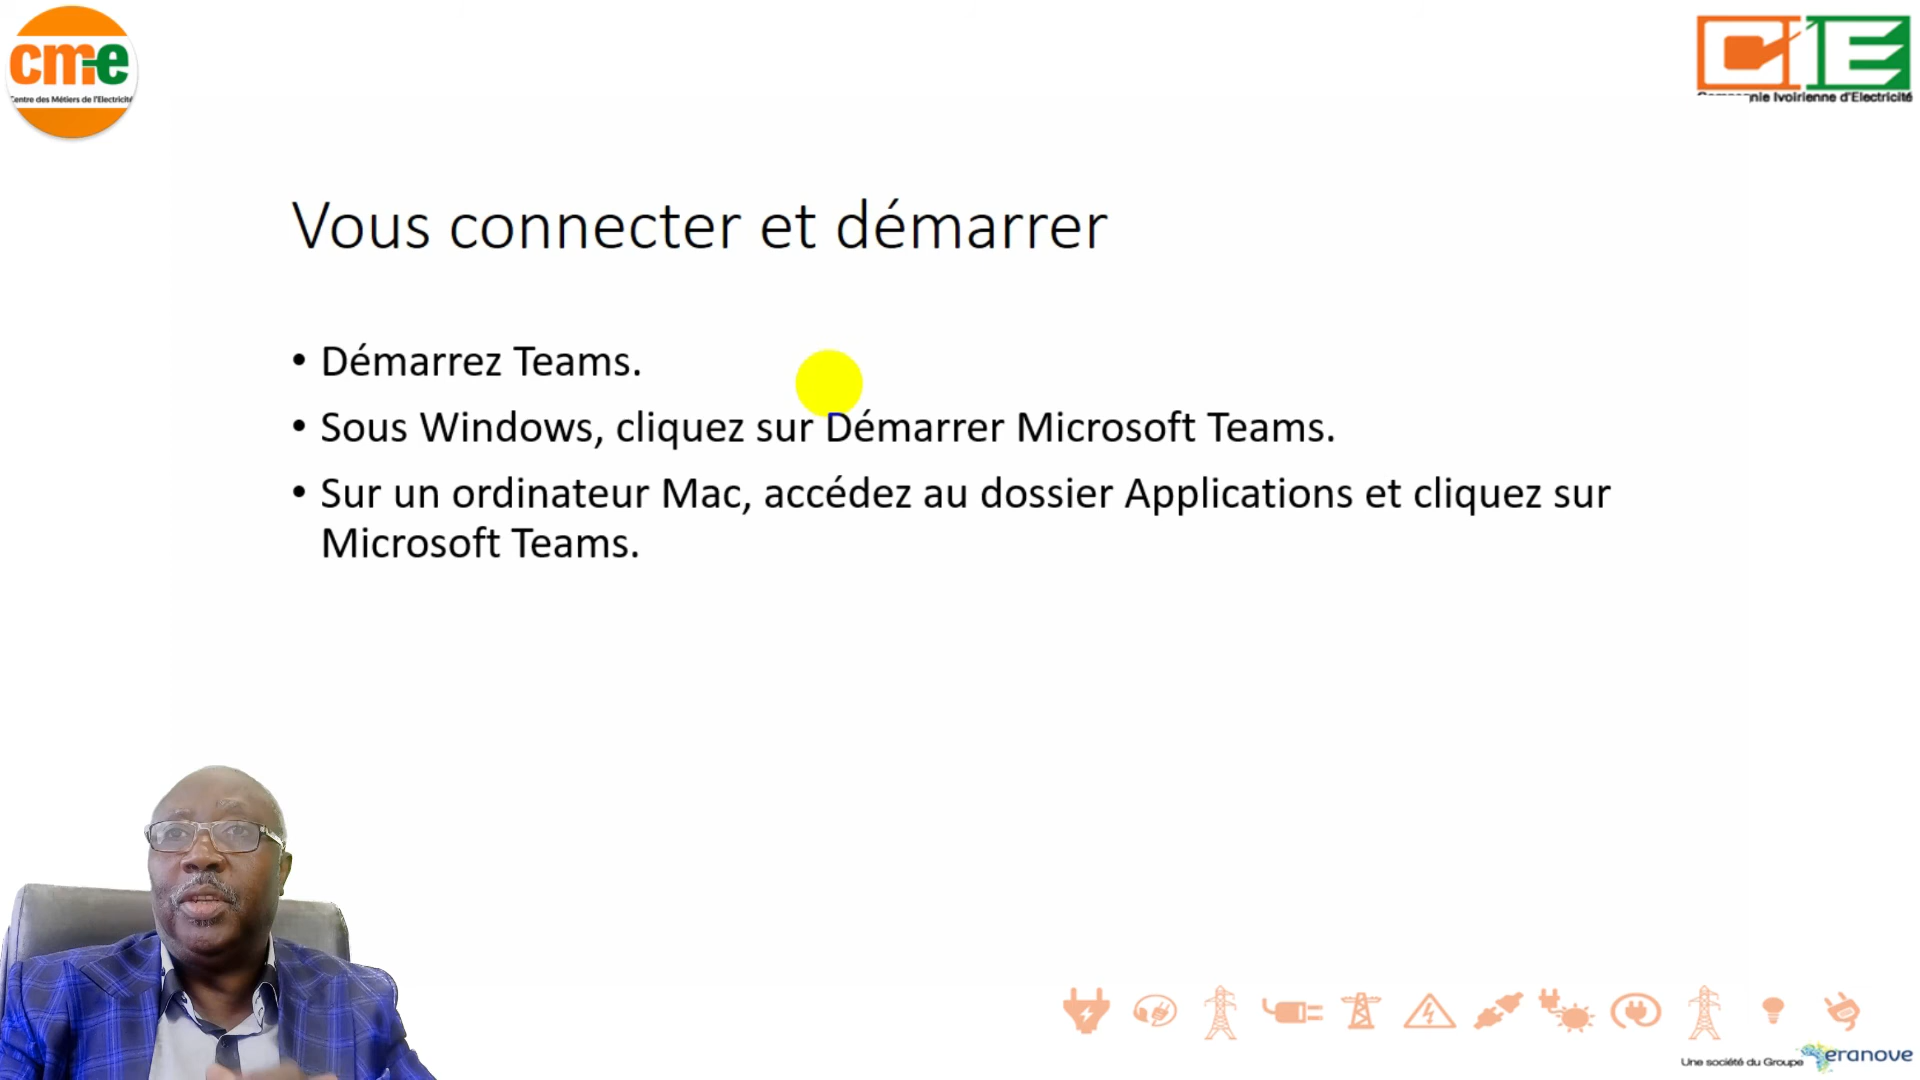 cme
Centre des Métiers de l'Electricité
CIE
Compagnie Ivoirienne d'Electricité
Vous connecter et démarrer
• Démarrez Teams.
• Sous Windows, cliquez sur Démarrer Microsoft Teams.
• Sur un ordinateur Mac, accédez au dossier Applications et cliquez sur
Microsoft Teams.
Une société du Groupe eranove